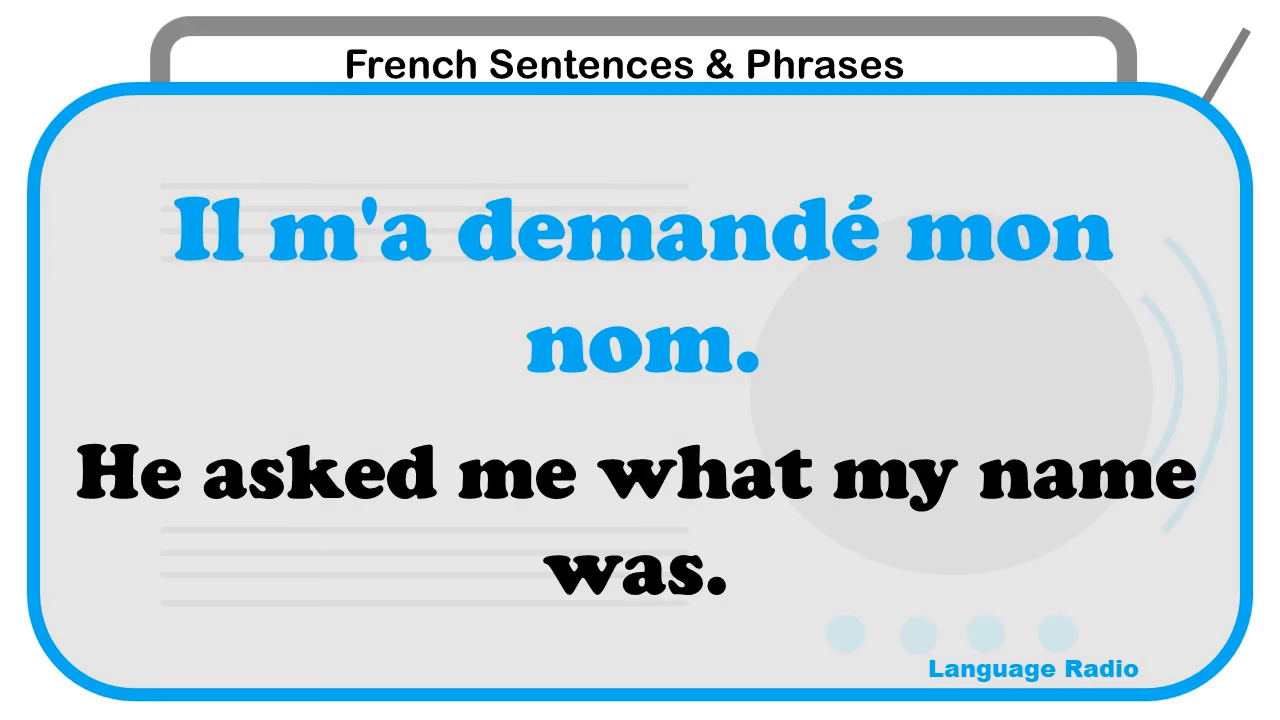 French Sentences & Phrases
Il m'a demandé mon
nom.
He asked me what my name
was.
Language Radio